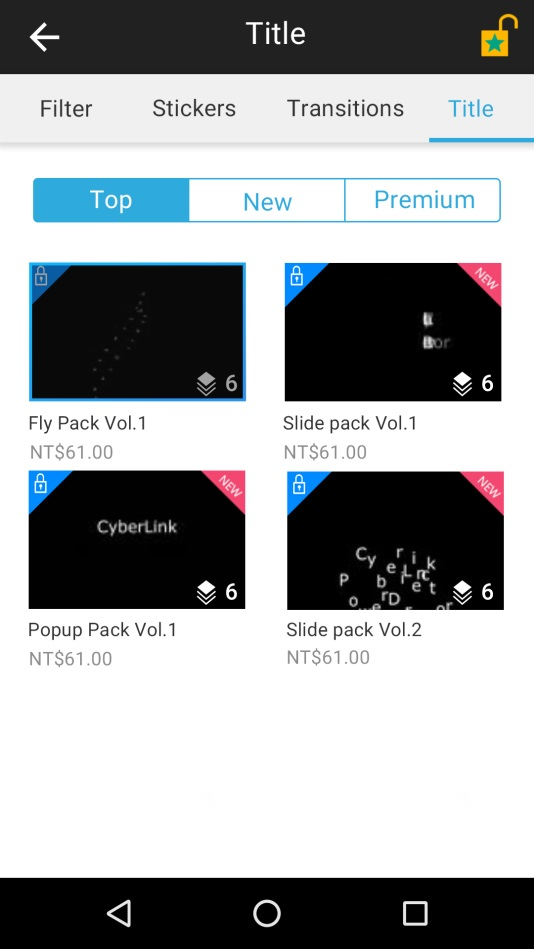 Title
Filter Stickers Transitions Title
Top New Premium
NEW
6 6
Fly Pack Vol.1 Slide pack Vol.1
NT$61.00 NT$61.00
NEW NEW
CyberLink
6 6
Popup Pack Vol.1 Slide pack Vol.2
NT$61.00 NT$61.00